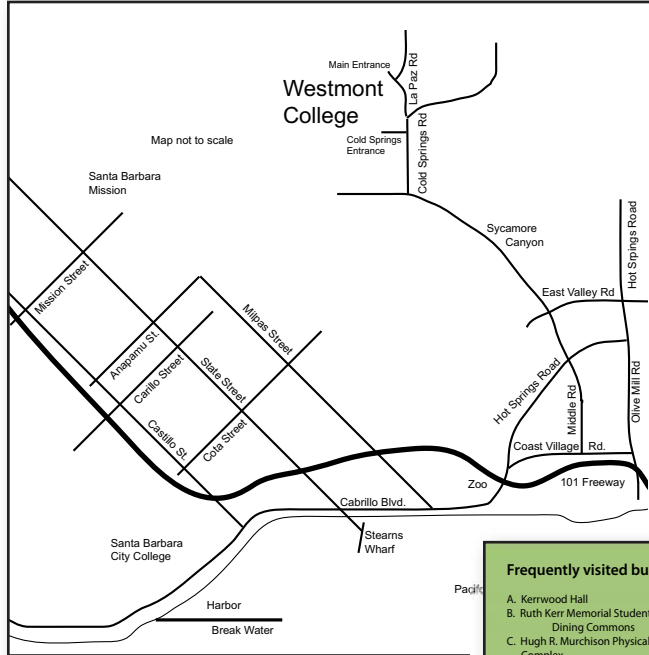 Main Entrance
La Paz Rd
Westmont
College
Map not to scale
Cold Springs
Entrance
Cold Springs Rd
Santa Barbara
Mission
Sycamore
Canyon
Hot Srpings Road
East Valley Rd
Mission Street
Milpas Street
Anapamu St.
Carillo Street
State Street
Hot Springs Road
Middle Rd
Olive Mill Rd
Castillo St.
Cota Street
Coast Village Rd.
Zoo
101 Freeway
Cabrillo Blvd.
Santa Barbara
City College
Stearns
Wharf
Harbor
Break Water
Frequently visited bu
A. Kerrwood Hall
B. Ruth Kerr Memorial Student
Dining Commons
C. Hugh R. Murchison Physical
Complex